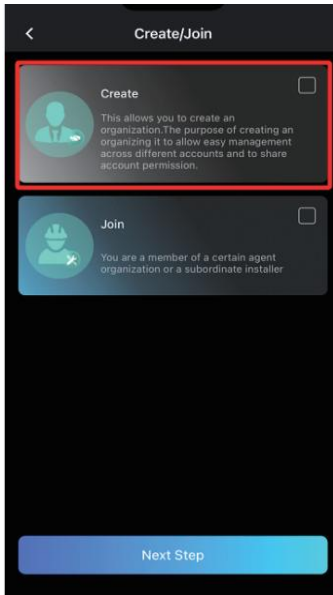 Create/Join
Create
This allows you to create an
organization.The purpose of creating an
organizing it to allow easy management
across different accounts and to share
account permission.
Join
You are a member of a certain agent
organization or a subordinate installer
Next Step